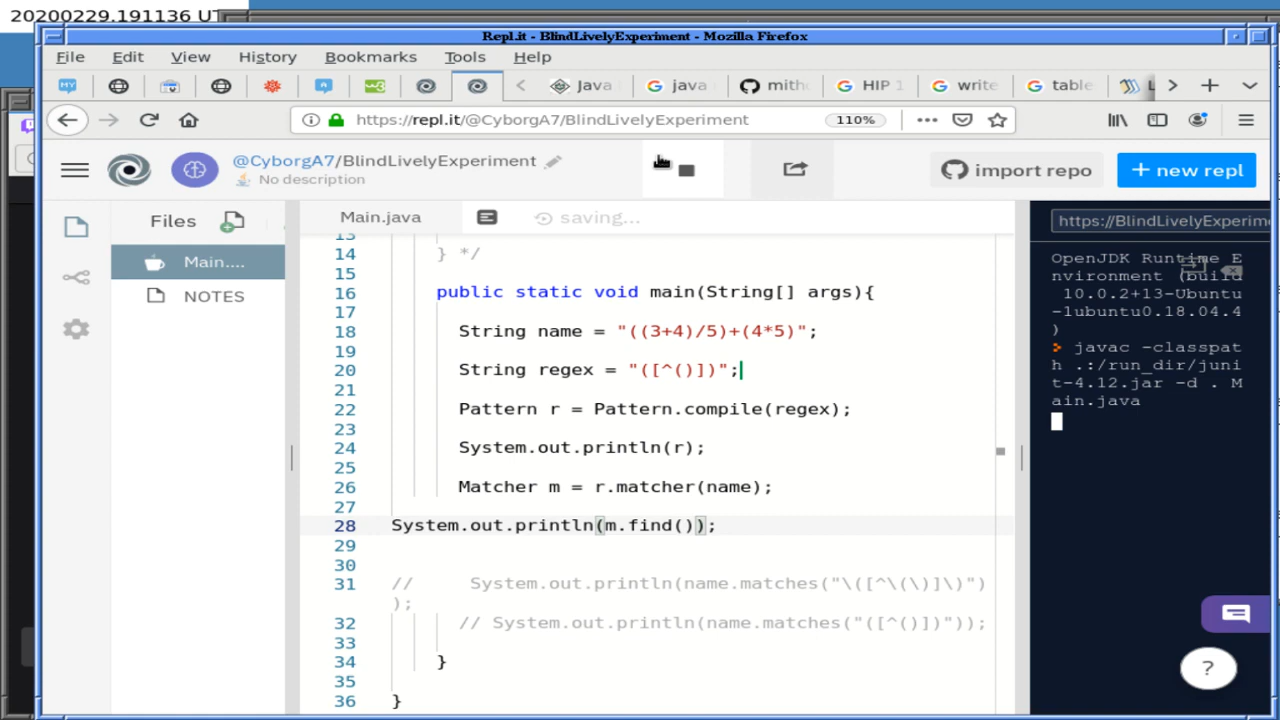 20200229.191136 UT
Repl.it - BlindLivelyExperiment - Mozilla Firefox
File Edit View History Bookmarks Tools Help
Java java mith HIP 1 write table L
https://repl.it/@CyborgA7/BlindLivelyExperiment 110%
@CyborgA7/BlindLivelyExperiment
No description
import repo
+ new repl
Files
Main....
NOTES
Main.java
saving...
13
14 } */
15
16 public static void main(String[] args){
17
18 String name = "((3+4)/5)+(4*5)";
19
20 String regex = "([^()])";
21
22 Pattern r = Pattern.compile(regex);
23
24 System.out.println(r);
25
26 Matcher m = r.matcher(name);
27
28 System.out.println(m.find());
29
30
31 // System.out.println(name.matches("\([^\(\)]\)")
);
32 // System.out.println(name.matches("([^()])"));
33
34 }
35
36 }
https://BlindLivelyExperim
OpenJDK Runtime E
nvironment (build
10.0.2+13-Ubuntu
-1ubuntu0.18.04.4
)
> javac -classpat
h .:/run_dir/juni
t-4.12.jar -d . M
ain.java
?